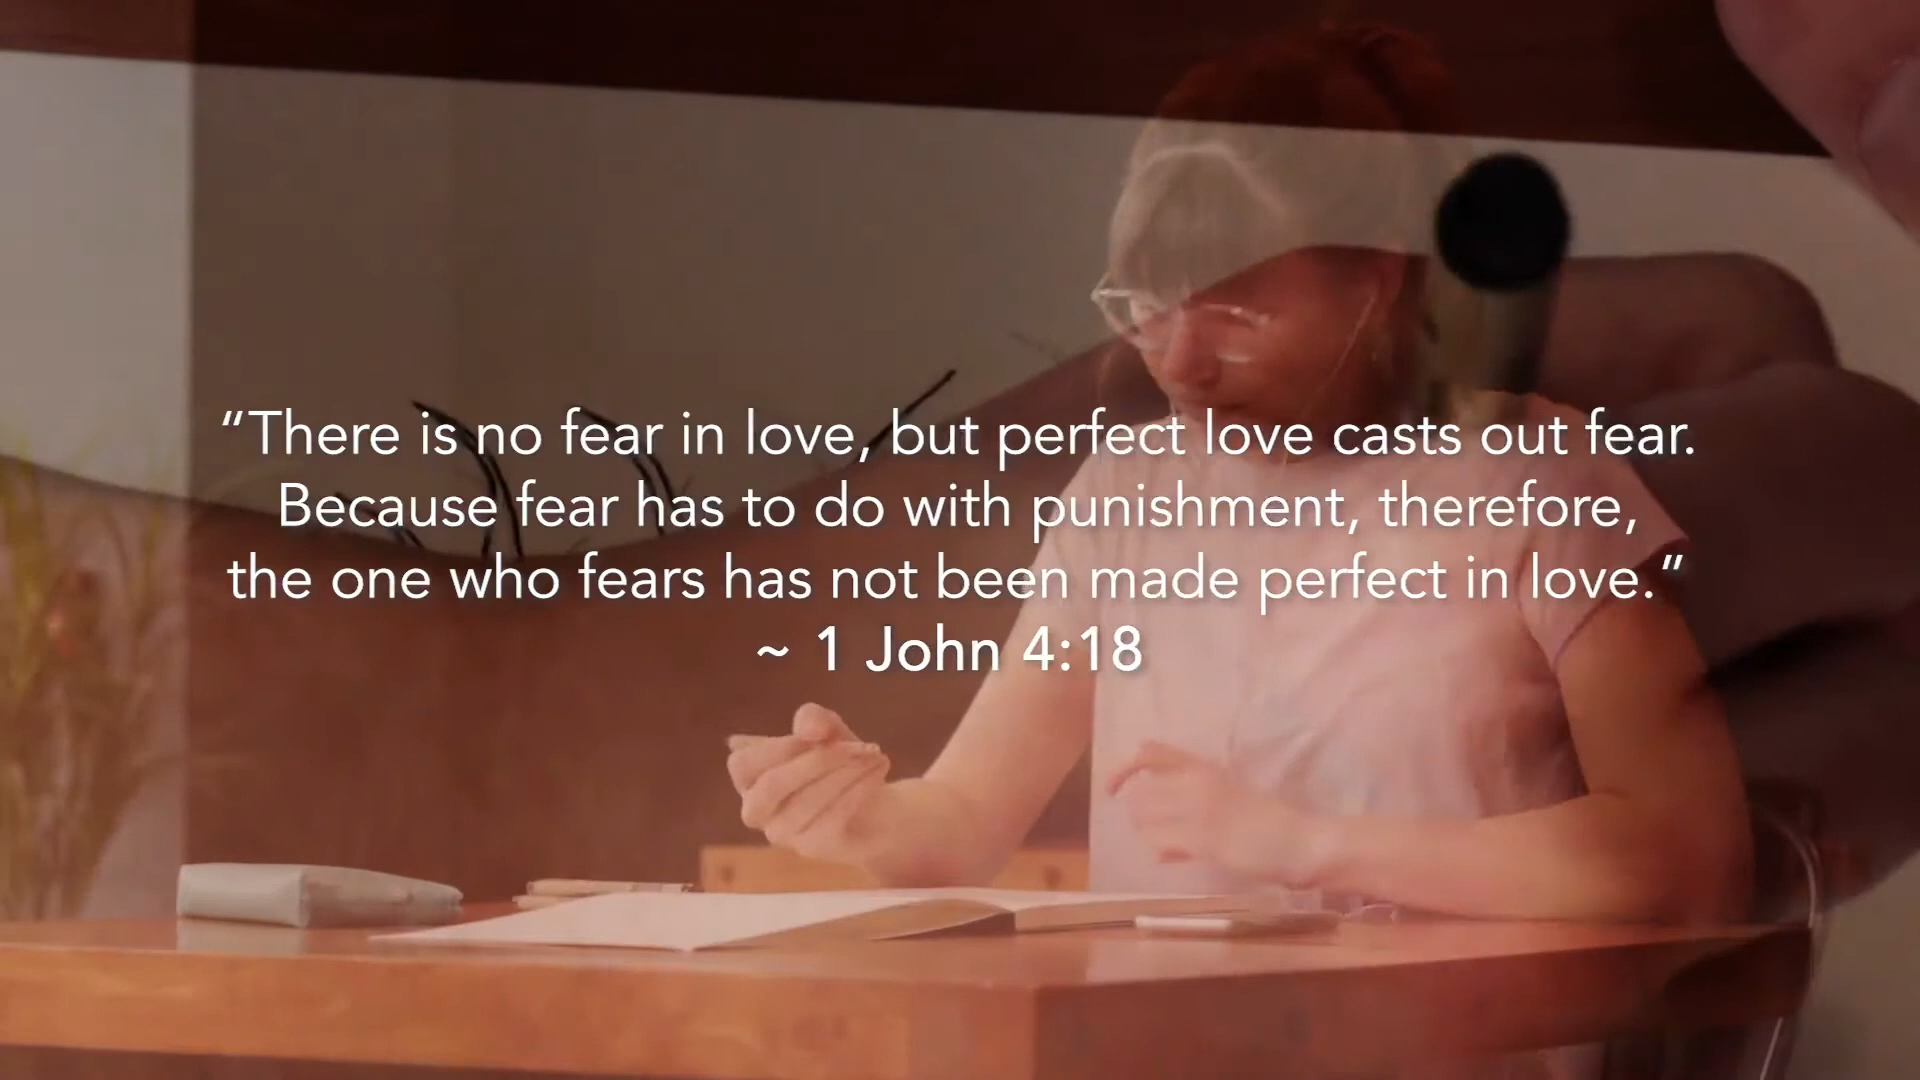 “There is no fear in love, but perfect love casts out fear.
Because fear has to do with punishment, therefore,
the one who fears has not been made perfect in love.”
~ 1 John 4:18